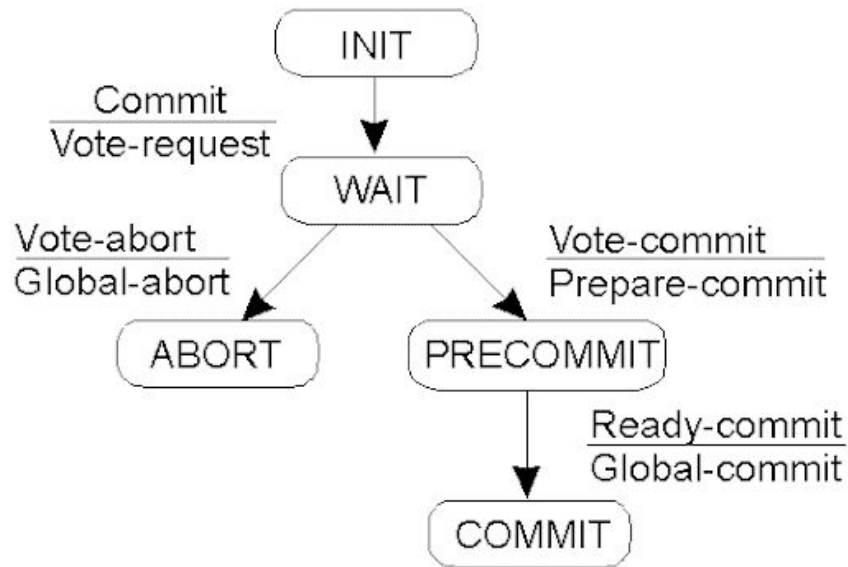 INIT
Commit
Vote-request
WAIT
Vote-abort
Global-abort
Vote-commit
Prepare-commit
ABORT
PRECOMMIT
Ready-commit
Global-commit
COMMIT